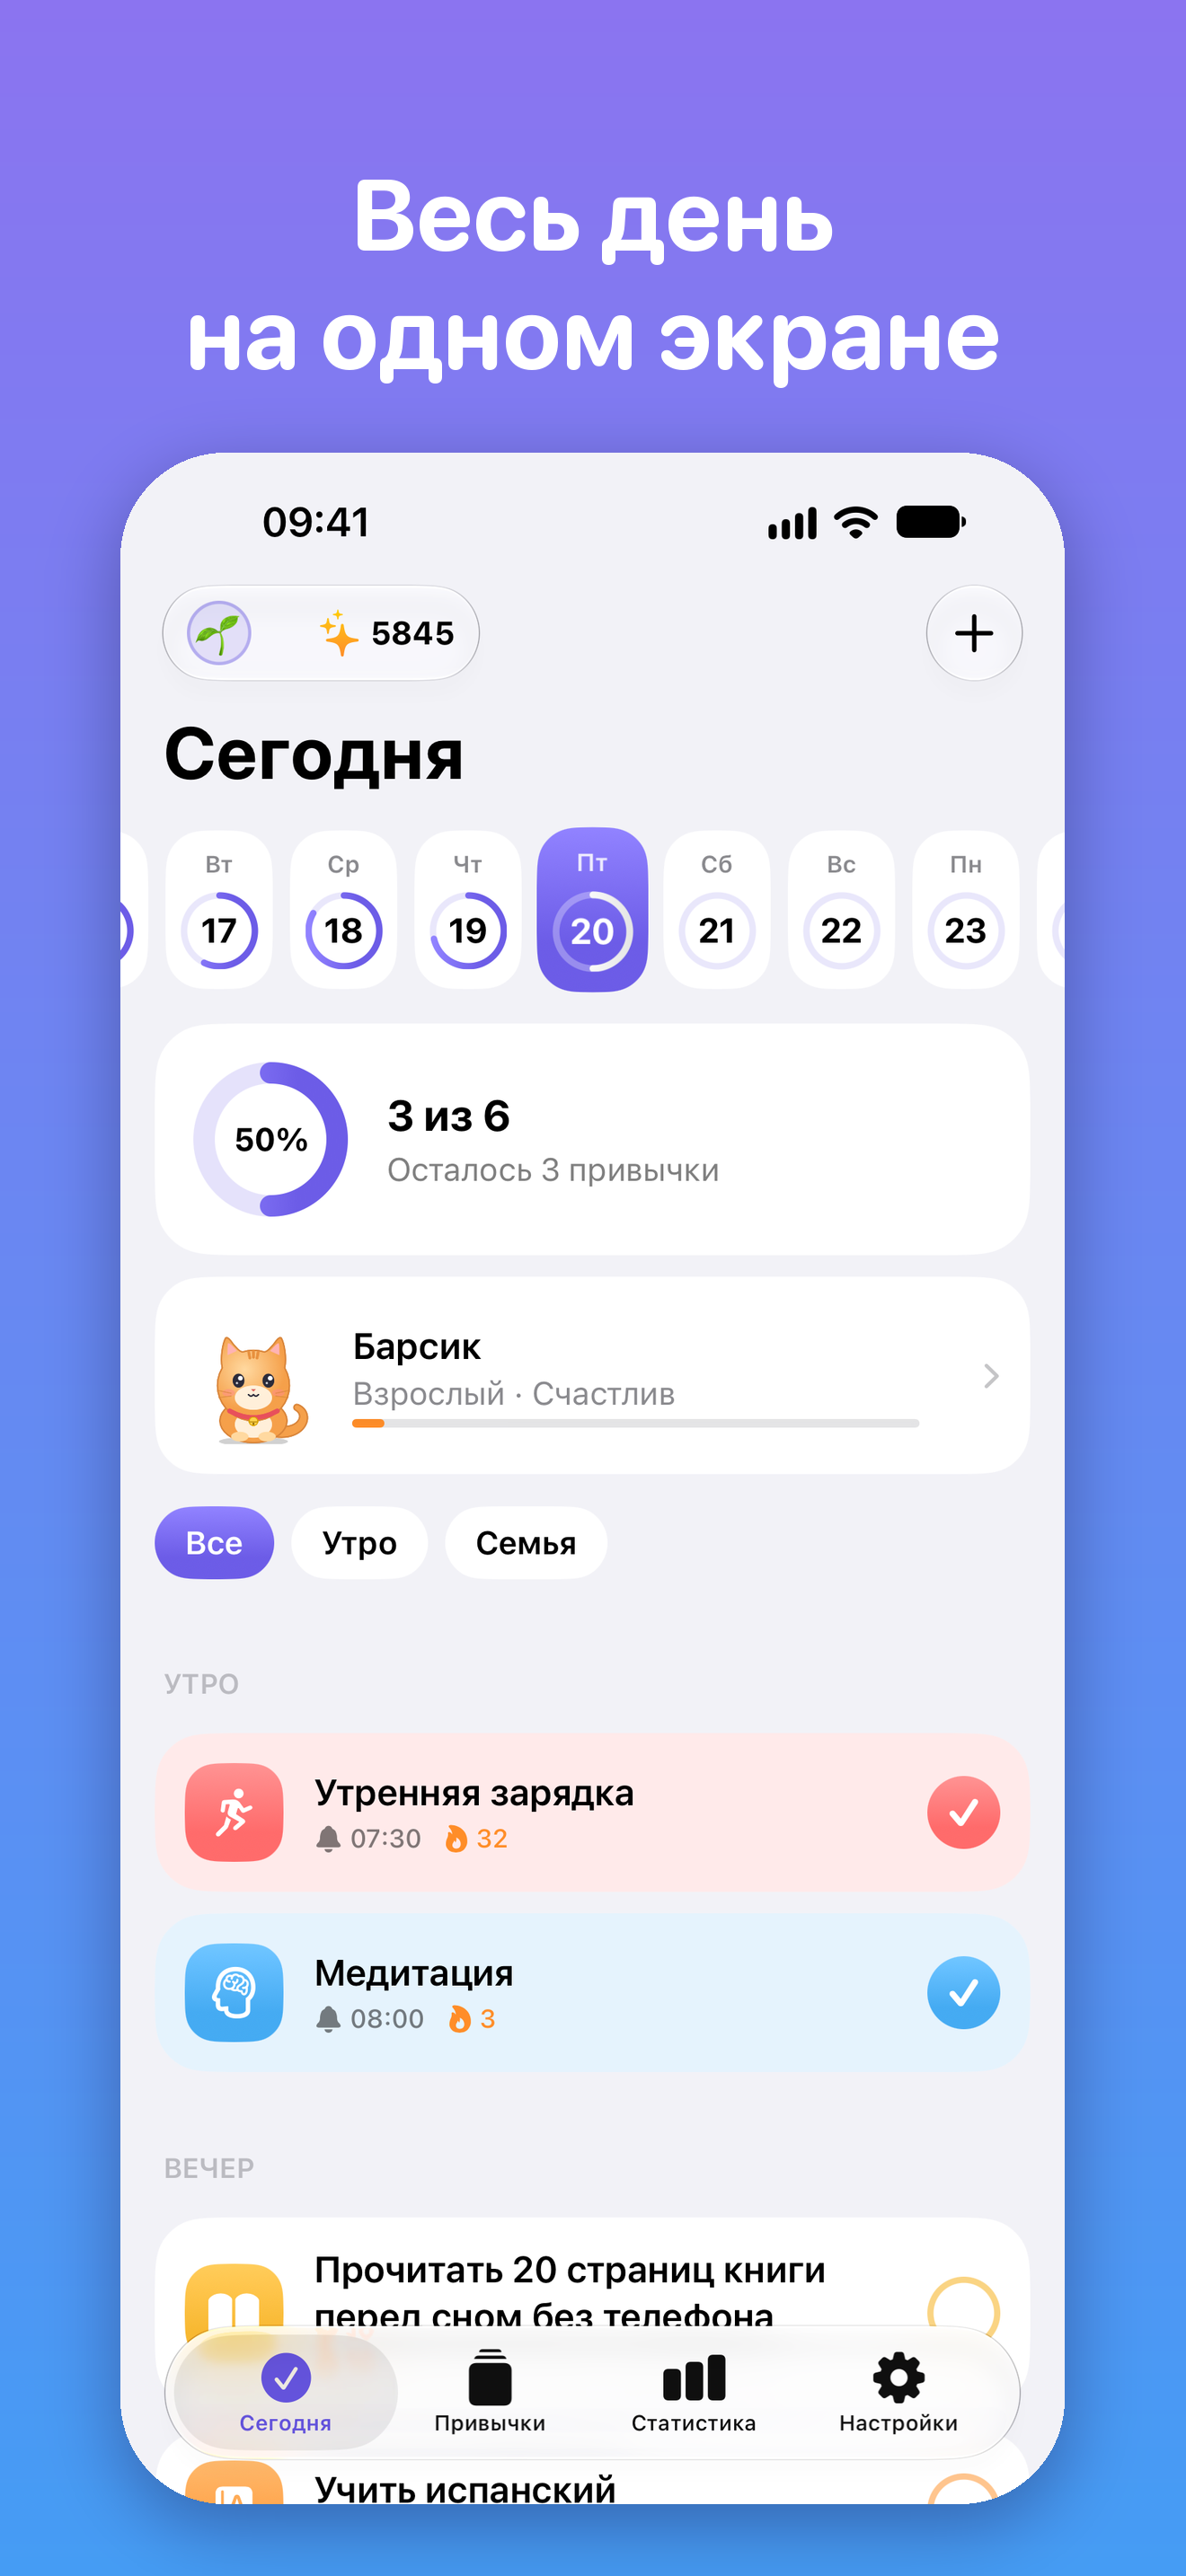 Весь день
на одном экране
09:41
5845
Сегодня
Вт Ср Чт Пт Сб Вс Пн
17 18 19 20 21 22 23
50%
3 из 6
Осталось 3 привычки
Барсик
Взрослый · Счастлив
Все Утро Семья
УТРО
Утренняя зарядка
07:30 32
Медитация
08:00 3
ВЕЧЕР
Прочитать 20 страниц книги
перед сном без телефона
Сегодня Привычки Статистика Настройки
Учить испанский